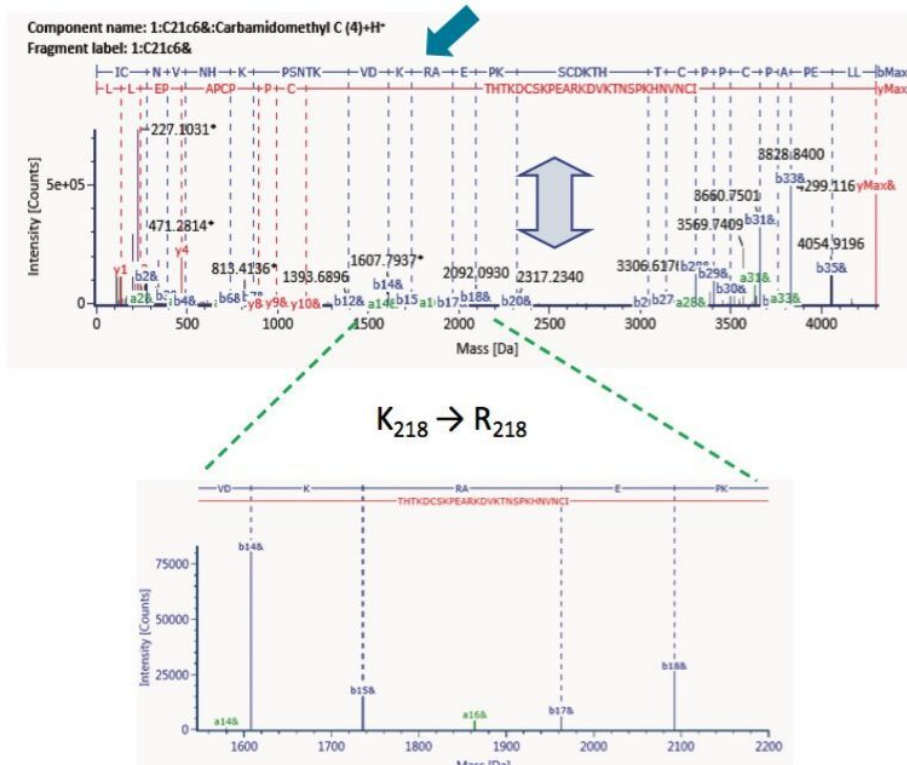 Component name: 1:C21c6&:Carbamidomethyl C (4)+H⁺
Fragment label: 1:C21c6&
IC N V NH K PSNTK VD K RA E PK SCDKTH T C P P C P A PE LL bMax
L L EP APCP P C THTKDCSKPEARKDVKTNSPKHNVNCI yMax
227.1031*
3828.8400
5e+05
b33&
4299.116
yMax&
3660.7501
b31&
471.2814*
3569.7409
y4
1607.7937*
4054.9196
813.4136*
1393.6896
2092.0930
2317.2340
3306.6176
y1
b2&
b14&
b29&
a31&
b35&
b30&
0
a2&
b4&
b6&
y8
y9&
y10&
b12&
a14&
b15
b17
b18&
b20&
b27
a28&
a33&
0 500 1000 1500 2000 2500 3000 3500 4000
Intensity [Counts]
Mass [Da]
K₂₁₈ → R₂₁₈
VD K RA E PK
THTKDCSKPEARKDVKTNSPKHNVNCI
b14&
75000
50000
25000
b18&
b15&
a14&
a16&
b17&
0
1600 1700 1800 1900 2000 2100 2200
Intensity [Counts]
Mass [Da]